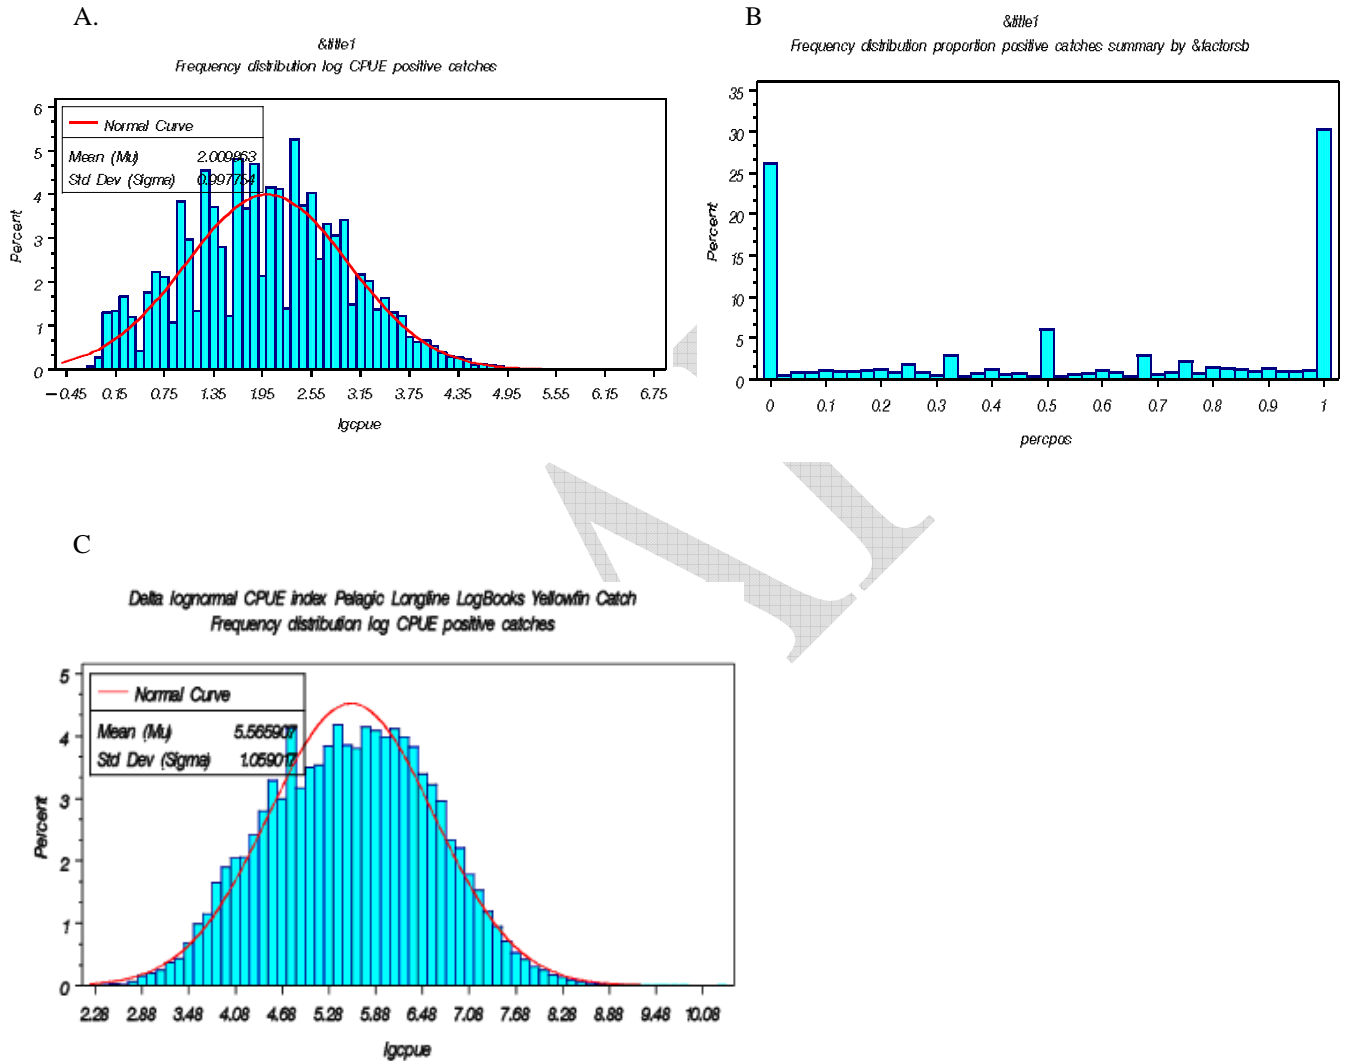 A.
&title1
Frequency distribution log CPUE positive catches
6
5
4
3
2
1
0
Percent
Normal Curve
Mean (Mu) 2.009863
Std Dev (Sigma) 0.997754
-0.45 0.15 0.75 1.35 1.95 2.55 3.15 3.75 4.35 4.95 5.55 6.15 6.75
lgcpue
B
&title1
Frequency distribution proportion positive catches summary by &factorsb
35
30
25
20
15
10
5
0
Percent
0 0.1 0.2 0.3 0.4 0.5 0.6 0.7 0.8 0.9 1
percpos
C
Delta lognormal CPUE index Pelagic Longline LogBooks Yellowfin Catch
Frequency distribution log CPUE positive catches
5
4
3
2
1
0
Percent
Normal Curve
Mean (Mu) 5.565907
Std Dev (Sigma) 1.059017
2.28 2.88 3.48 4.08 4.68 5.28 5.88 6.48 7.08 7.68 8.28 8.88 9.48 10.08
lgcpue